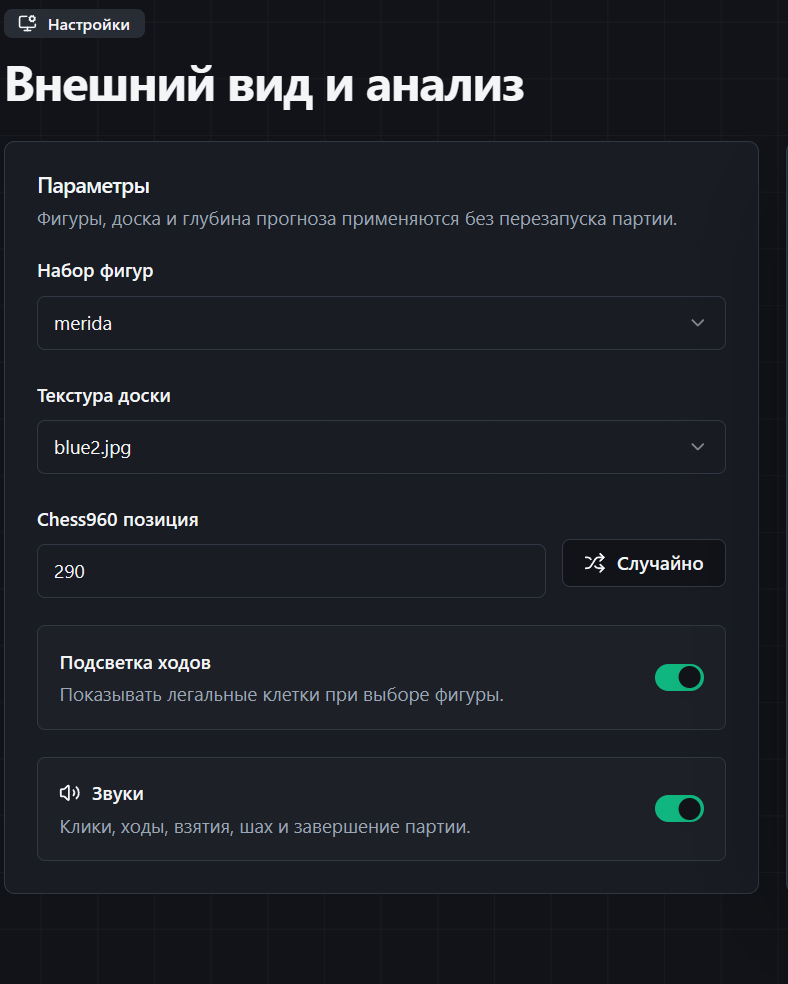 Настройки
Внешний вид и анализ
Параметры
Фигуры, доска и глубина прогноза применяются без перезапуска партии.
Набор фигур
merida
Текстура доски
blue2.jpg
Chess960 позиция
290
Случайно
Подсветка ходов
Показывать легальные клетки при выборе фигуры.
Звуки
Клики, ходы, взятия, шах и завершение партии.